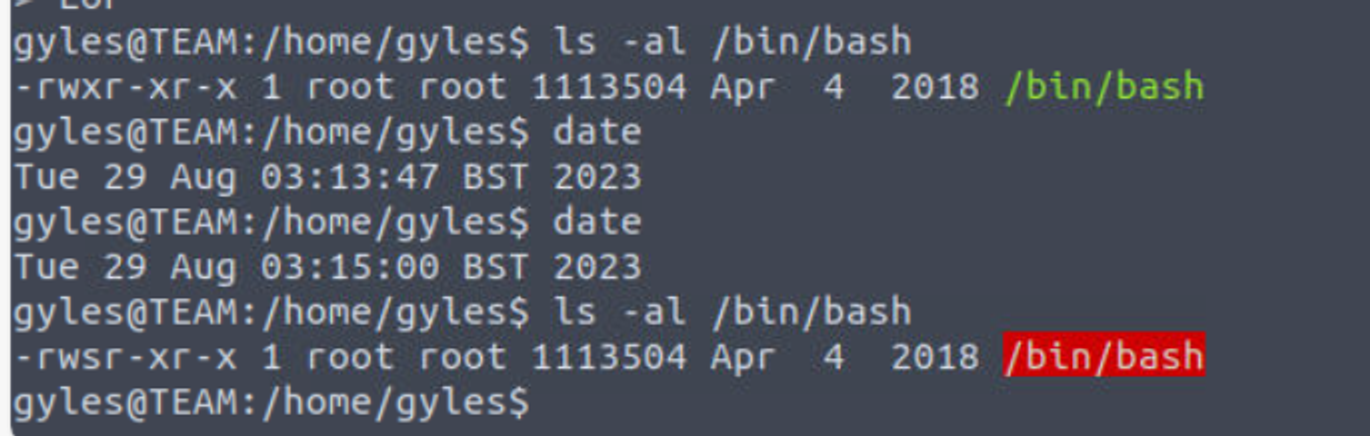 > EOF
gyles@TEAM:/home/gyles$ ls -al /bin/bash
-rwxr-xr-x 1 root root 1113504 Apr  4  2018 /bin/bash
gyles@TEAM:/home/gyles$ date
Tue 29 Aug 03:13:47 BST 2023
gyles@TEAM:/home/gyles$ date
Tue 29 Aug 03:15:00 BST 2023
gyles@TEAM:/home/gyles$ ls -al /bin/bash
-rwsr-xr-x 1 root root 1113504 Apr  4  2018 /bin/bash
gyles@TEAM:/home/gyles$